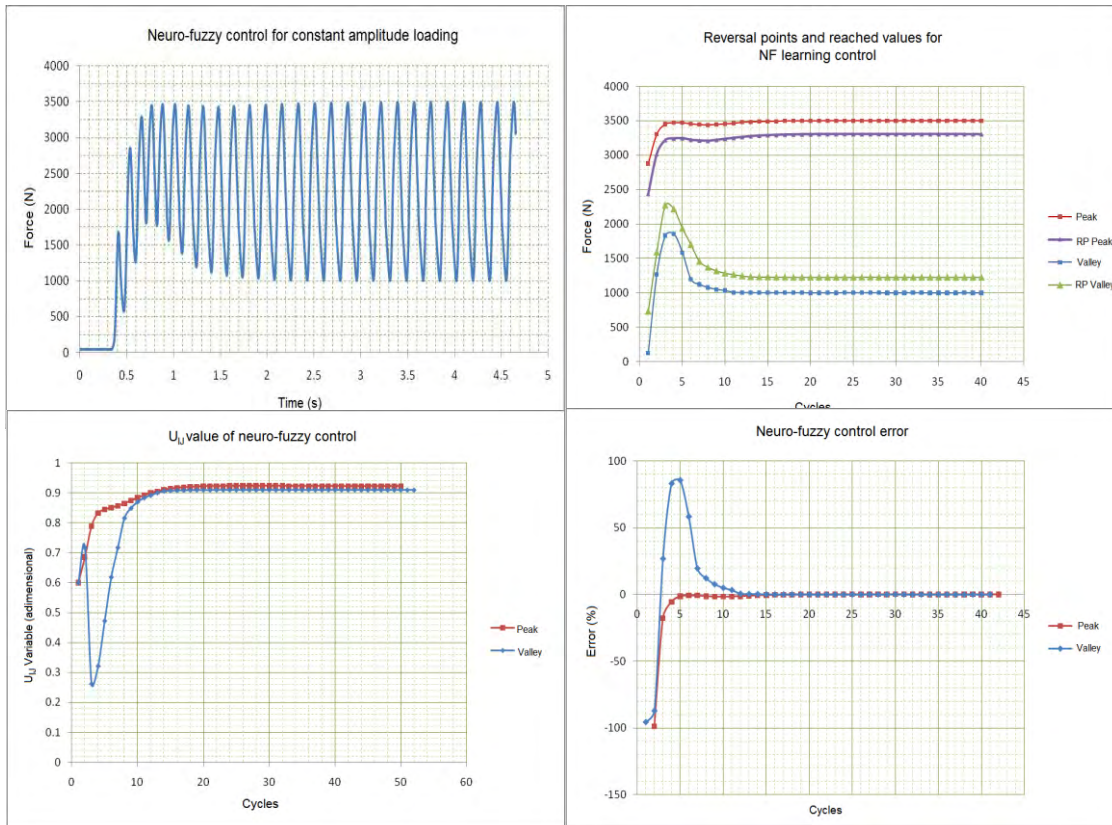 Neuro-fuzzy control for constant amplitude loading
Force (N)
4000
3500
3000
2500
2000
1500
1000
500
0
0 0.5 1 1.5 2 2.5 3 3.5 4 4.5 5
Time (s)
Reversal points and reached values for
NF learning control
Force (N)
4000
3500
3000
2500
2000
1500
1000
500
0
0 5 10 15 20 25 30 35 40 45
Cycles
Peak
RP Peak
Valley
RP Valley
UIJ value of neuro-fuzzy control
UIJ Variable (adimensional)
1
0.9
0.8
0.7
0.6
0.5
0.4
0.3
0.2
0.1
0
0 10 20 30 40 50 60
Cycles
Peak
Valley
Neuro-fuzzy control error
Error (%)
100
50
0
-50
-100
-150
0 5 10 15 20 25 30 35 40 45
Cycles
Peak
Valley